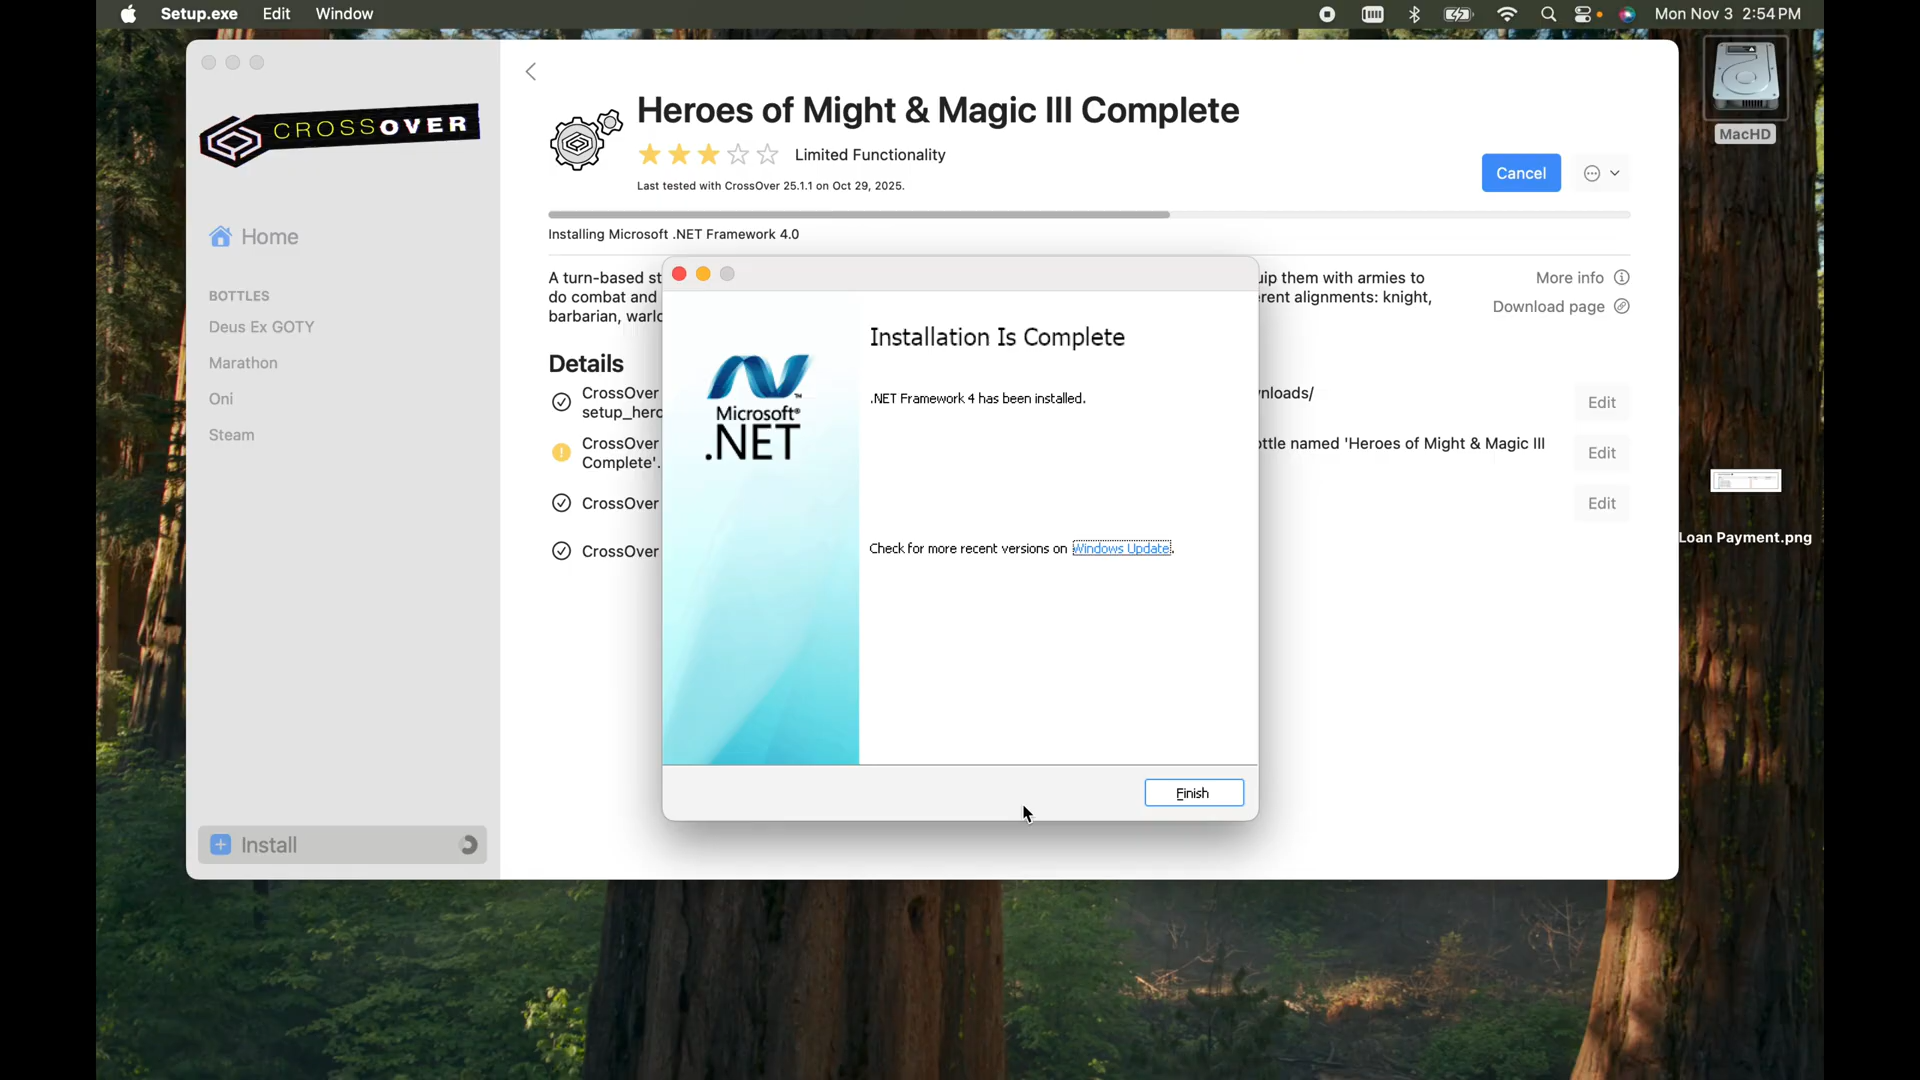 Setup.exe Edit Window Mon Nov 3 2:54 PM
MacHD
Loan Payment.png
CROSSOVER
Home
BOTTLES
Deus Ex GOTY
Marathon
Oni
Steam
Install
Heroes of Might & Magic III Complete
Limited Functionality
Last tested with CrossOver 25.1.1 on Oct 29, 2025.
Cancel
Installing Microsoft .NET Framework 4.0
A turn-based st uip them with armies to
do combat and erent alignments: knight,
barbarian, warlo
More info
Download page
Details
CrossOver nloads/
setup_hero
Edit
CrossOver ottle named 'Heroes of Might & Magic III
Complete'.
Edit
CrossOver
Edit
CrossOver
Microsoft®
.NET
Installation Is Complete
.NET Framework 4 has been installed.
Check for more recent versions on Windows Update.
Finish